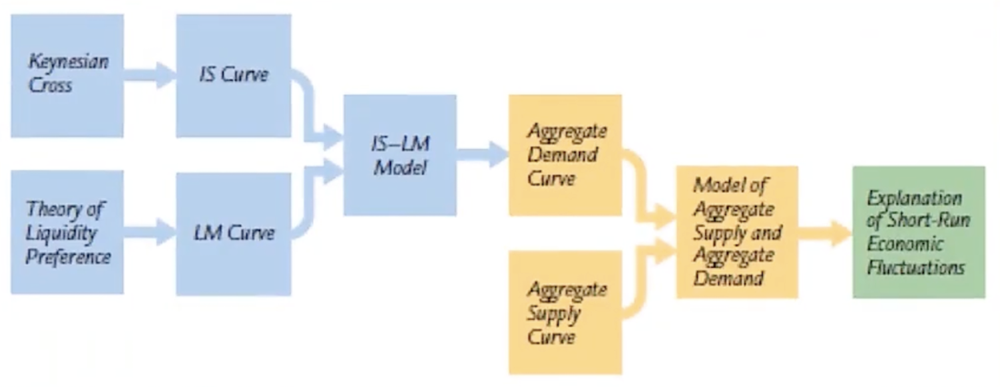 Keynesian
Cross
IS Curve
Theory of
Liquidity
Preference
LM Curve
IS–LM
Model
Aggregate
Demand
Curve
Aggregate
Supply
Curve
Model of
Aggregate
Supply and
Aggregate
Demand
Explanation
of Short-Run
Economic
Fluctuations